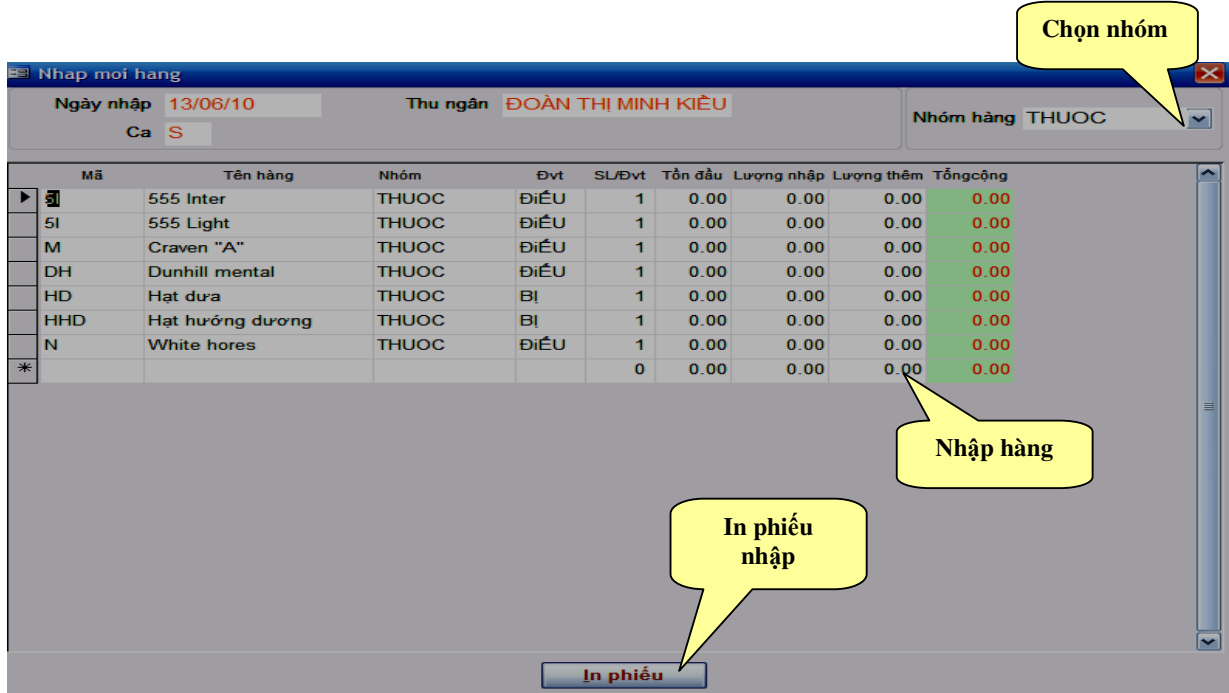 Chọn nhóm
Nhap moi hang
Ngày nhập 13/06/10 Thu ngân ĐOÀN THỊ MINH KIỀU Nhóm hàng THUOC
Ca S
Mã Tên hàng Nhóm Đvt SL/Đvt Tồn đầu Lượng nhập Lượng thêm Tổngcộng
5I 555 Inter THUOC ĐiẾU 1 0.00 0.00 0.00 0.00
5I 555 Light THUOC ĐiẾU 1 0.00 0.00 0.00 0.00
M Craven "A" THUOC ĐiẾU 1 0.00 0.00 0.00 0.00
DH Dunhill mental THUOC ĐiẾU 1 0.00 0.00 0.00 0.00
HD Hạt dưa THUOC BỊ 1 0.00 0.00 0.00 0.00
HHD Hạt hướng dương THUOC BỊ 1 0.00 0.00 0.00 0.00
N White hores THUOC ĐiẾU 1 0.00 0.00 0.00 0.00
0 0.00 0.00 0.00 0.00
Nhập hàng
In phiếu
nhập
In phiếu